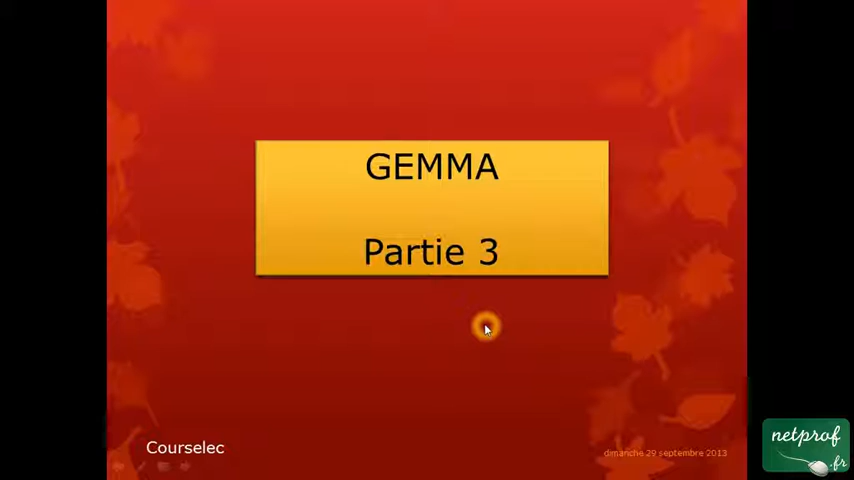 GEMMA
Partie 3
Courselec
dimanche 29 septembre 2013
netprof
.fr